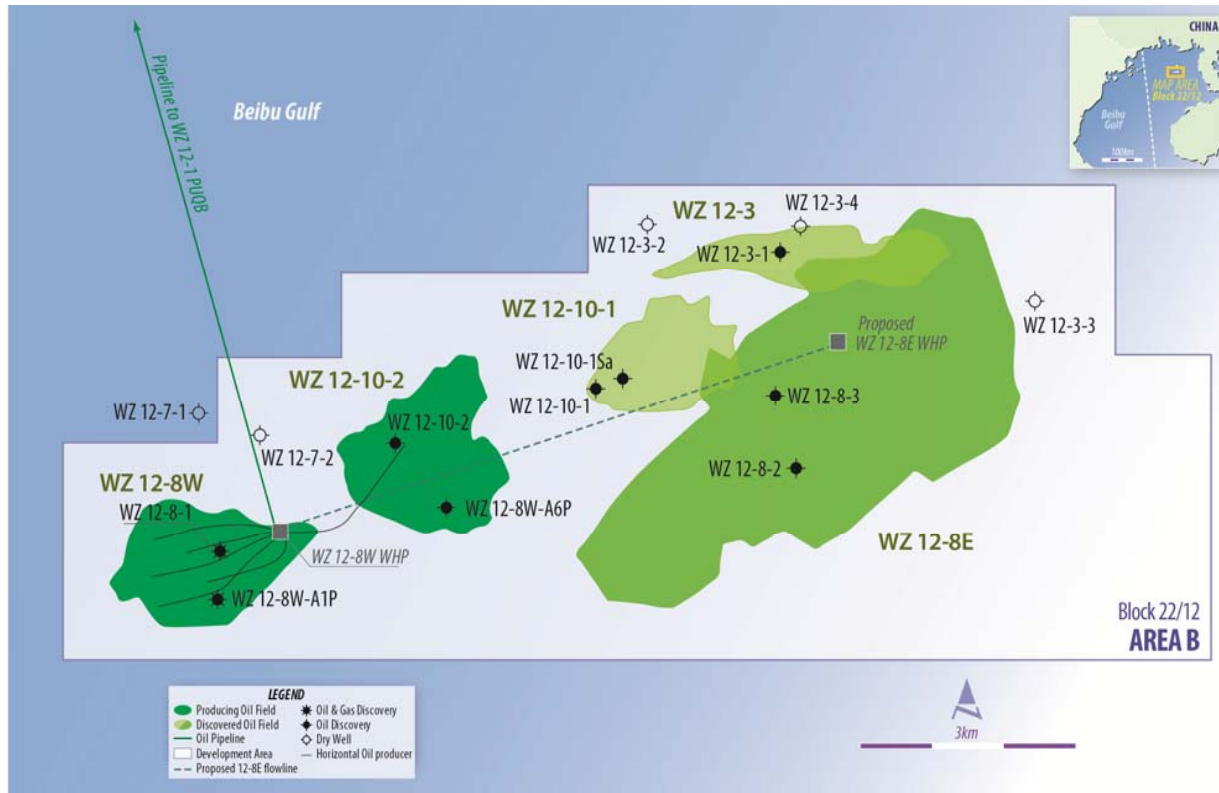 CHINA
MAP AREA
Block 22/12
Beibu
Gulf
100km
Pipeline to WZ 12-1 PUQB
Beibu Gulf
WZ 12-3
WZ 12-3-4
WZ 12-3-2
WZ 12-3-1
WZ 12-3-3
WZ 12-10-1
Proposed
WZ 12-8E WHP
WZ 12-10-1Sa
WZ 12-10-1
WZ 12-10-2
WZ 12-8-3
WZ 12-7-1
WZ 12-10-2
WZ 12-7-2
WZ 12-8-2
WZ 12-8W
WZ 12-8-1
WZ 12-8W-A6P
WZ 12-8E
WZ 12-8W WHP
WZ 12-8W-A1P
Block 22/12
AREA B
LEGEND
Producing Oil Field
Oil & Gas Discovery
Discovered Oil Field
Oil Discovery
Oil Pipeline
Dry Well
Development Area
Horizontal Oil producer
Proposed 12-8E flowline
N
3km